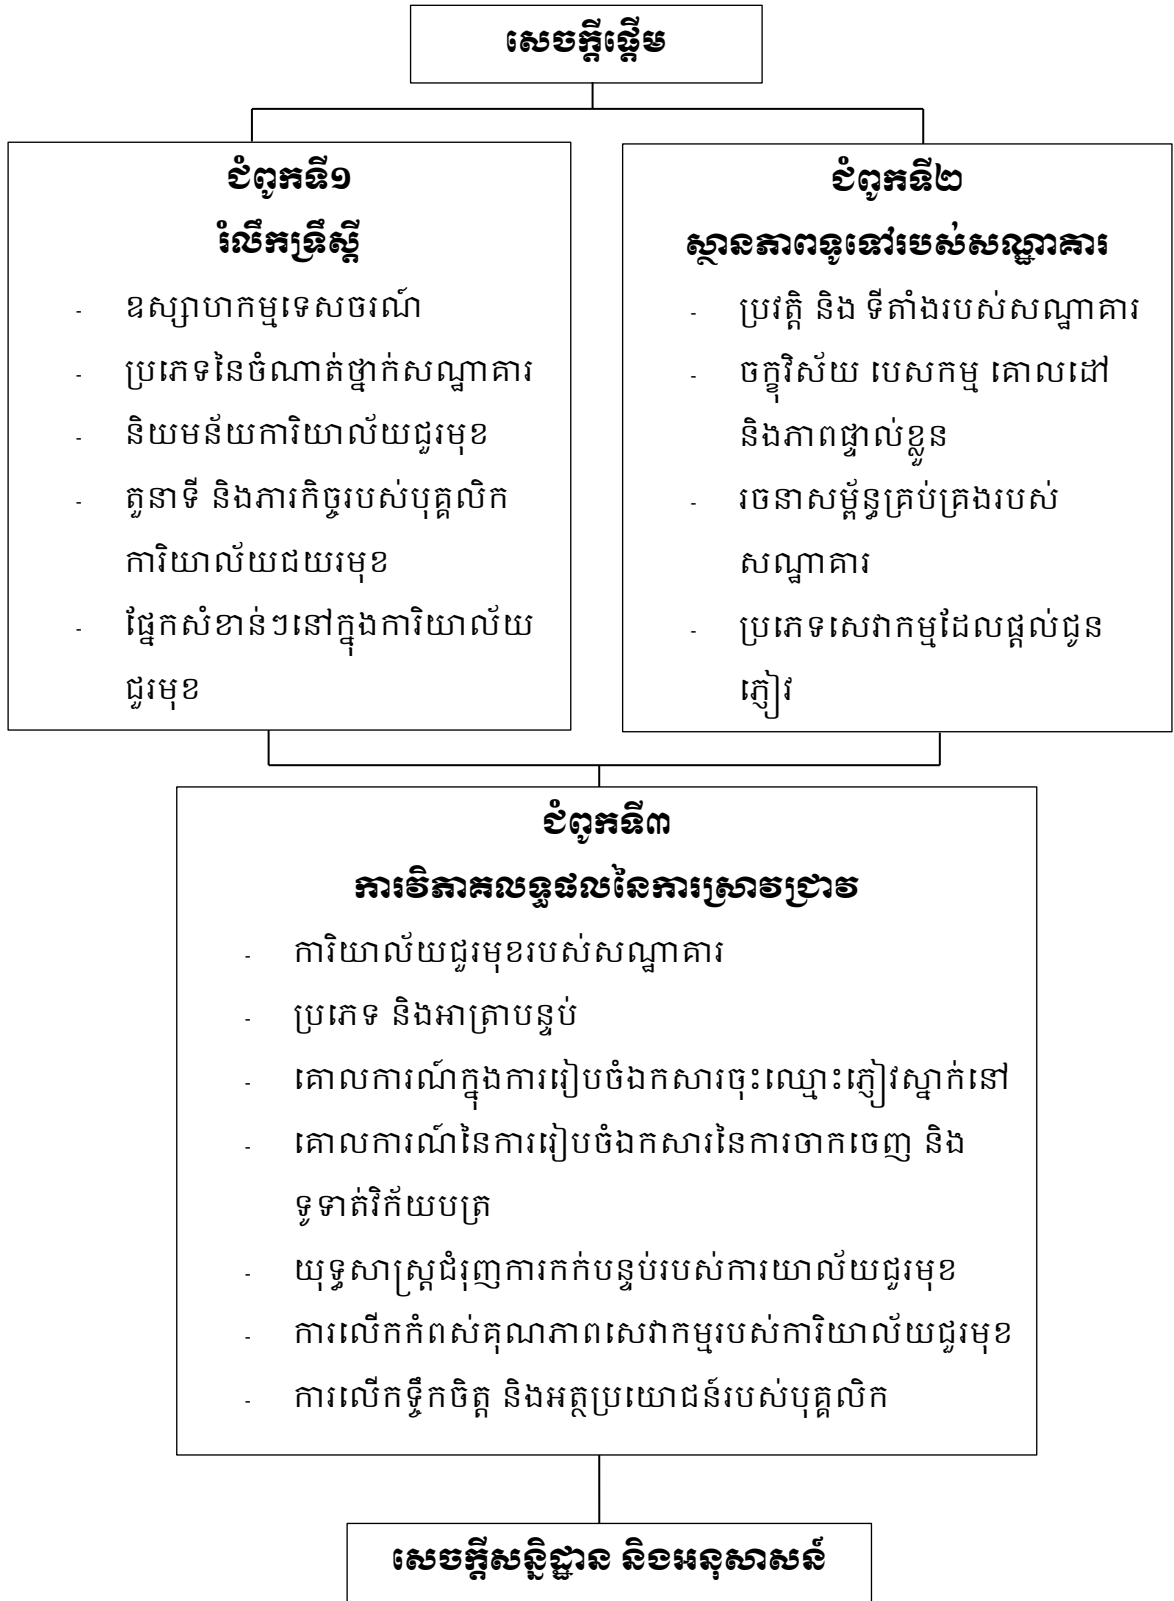 សេចក្តីផ្តើម
ជំពូកទី១
រំលឹកទ្រឹស្តី
- ឧស្សាហកម្មទេសចរណ៍
- ប្រភេទនៃចំណាត់ថ្នាក់សណ្ឋាគារ
- និយមន័យការិយាល័យជួរមុខ
- តួនាទី និងភារកិច្ចរបស់បុគ្គលិក
ការិយាល័យជយរមុខ
- ផ្នែកសំខាន់ៗនៅក្នុងការិយាល័យ
ជួរមុខ
ជំពូកទី២
ស្ថានភាពទូទៅរបស់សណ្ឋាគារ
- ប្រវត្តិ និង ទីតាំងរបស់សណ្ឋាគារ
- ចក្ខុវិស័យ បេសកម្ម គោលដៅ
និងភាពផ្ទាល់ខ្លួន
- រចនាសម្ព័ន្ធគ្រប់គ្រងរបស់
សណ្ឋាគារ
- ប្រភេទសេវាកម្មដែលផ្តល់ជូន
ភ្ញៀវ
ជំពូកទី៣
ការវិភាគលទ្ធផលនៃការស្រាវជ្រាវ
- ការិយាល័យជួរមុខរបស់សណ្ឋាគារ
- ប្រភេទ និងអាត្រាបន្ទប់
- គោលការណ៍ក្នុងការរៀបចំឯកសារចុះឈ្មោះភ្ញៀវស្នាក់នៅ
- គោលការណ៍នៃការរៀបចំឯកសារនៃការចាកចេញ និង
ទូទាត់វិក័យបត្រ
- យុទ្ធសាស្ត្រជំរុញការកក់បន្ទប់របស់ការយាល័យជួរមុខ
- ការលើកកំពស់គុណភាពសេវាកម្មរបស់ការិយាល័យជួរមុខ
- ការលើកទ្ធឹកចិត្ត និងអត្ថប្រយោជន៍របស់បុគ្គលិក
សេចក្តីសន្និដ្ឋាន និងអនុសាសន៍